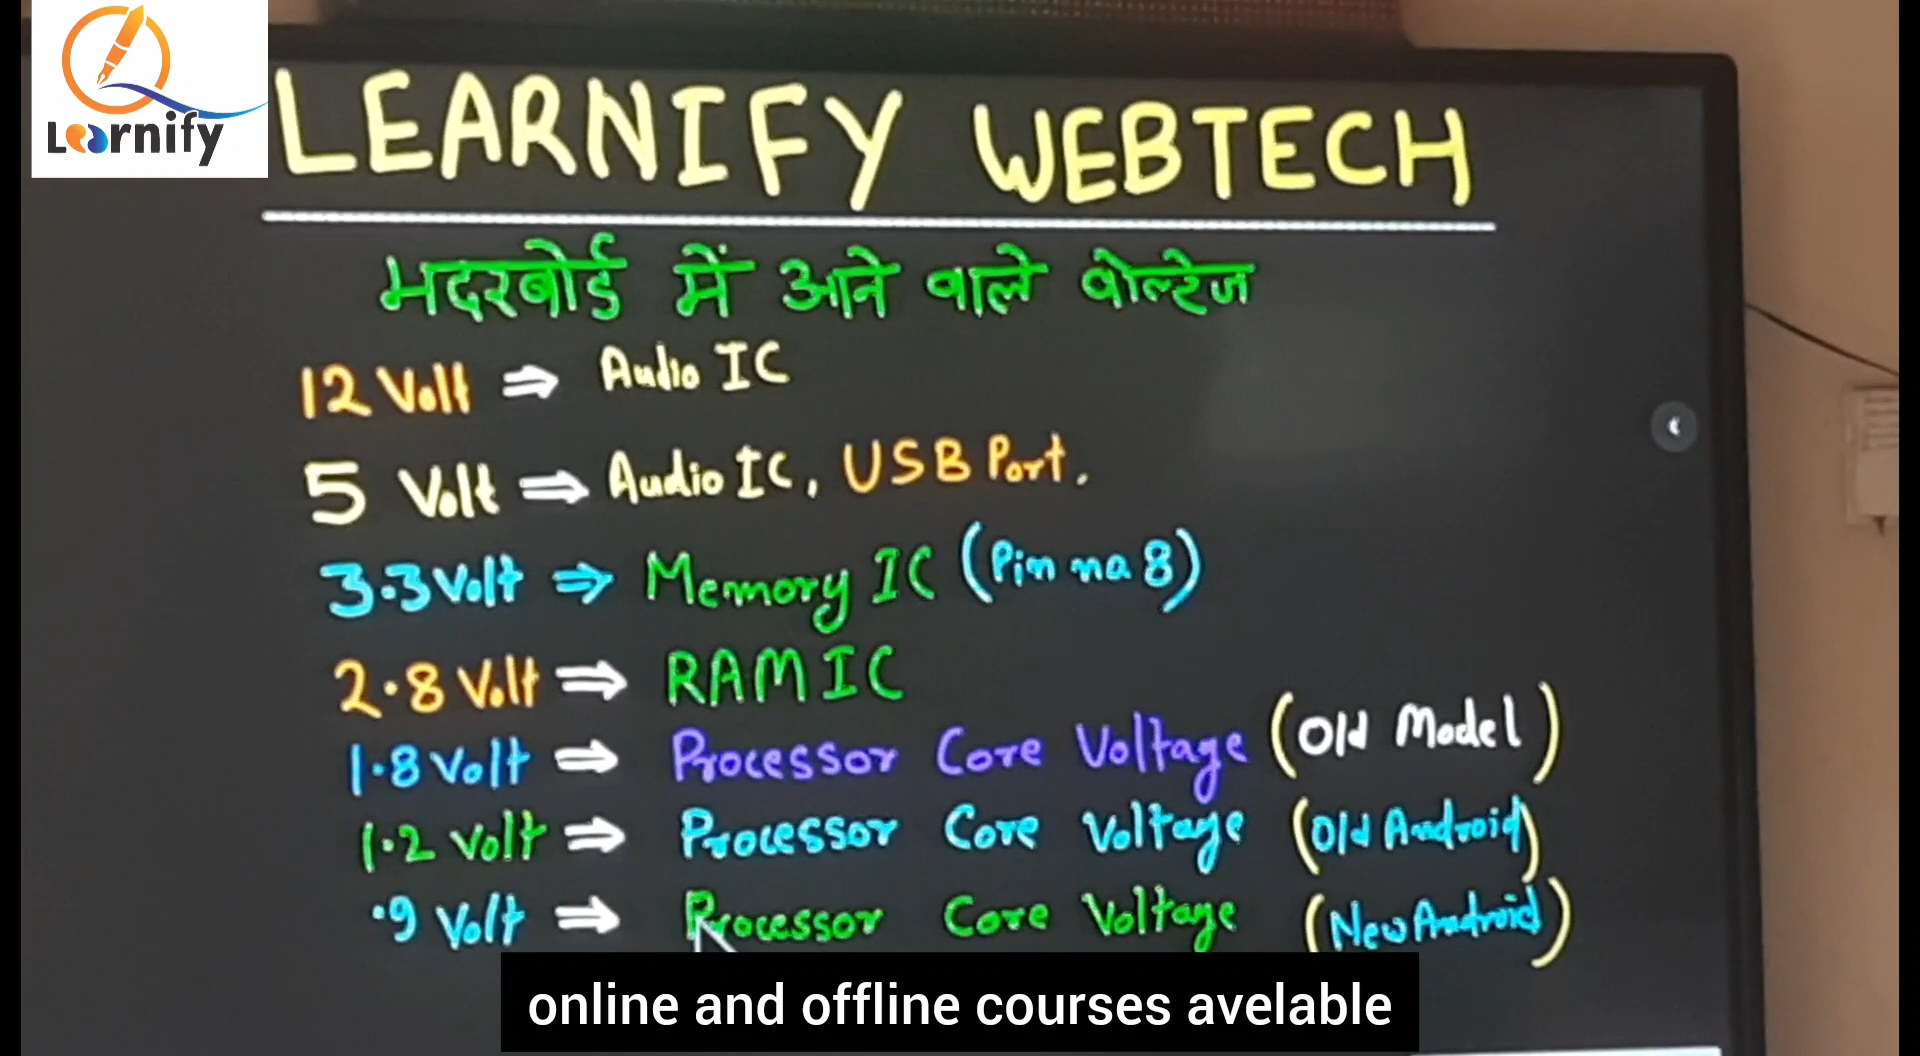 Learnify
LEARNIFY WEBTECH
मदरबोर्ड में आने वाले वोल्टेज
12 Volt ⇒ Audio IC
5 Volt ⇒ Audio IC, USB Port.
3.3 Volt ⇒ Memory IC (Pin na 8)
2.8 Volt ⇒ RAM IC
1.8 Volt ⇒ Processor Core Voltage (Old Model)
1.2 Volt ⇒ Processor Core Voltage (Old Android)
.9 Volt ⇒ Processor Core Voltage (New Android)
online and offline courses avelable